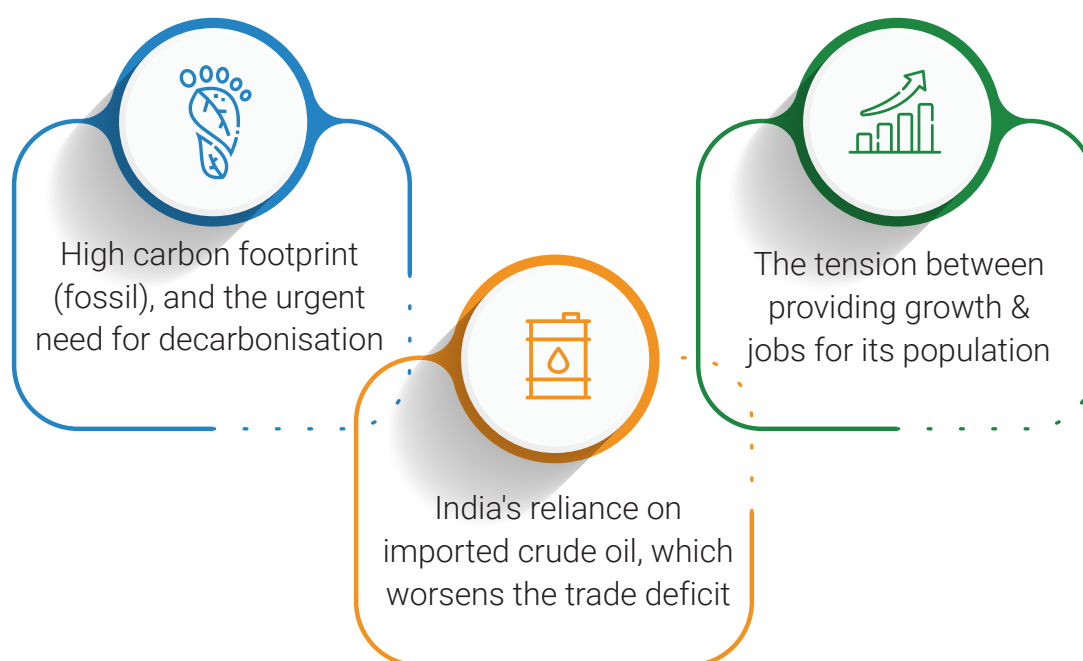 High carbon footprint
(fossil), and the urgent
need for decarbonisation
India's reliance on
imported crude oil, which
worsens the trade deficit
The tension between
providing growth &
jobs for its population